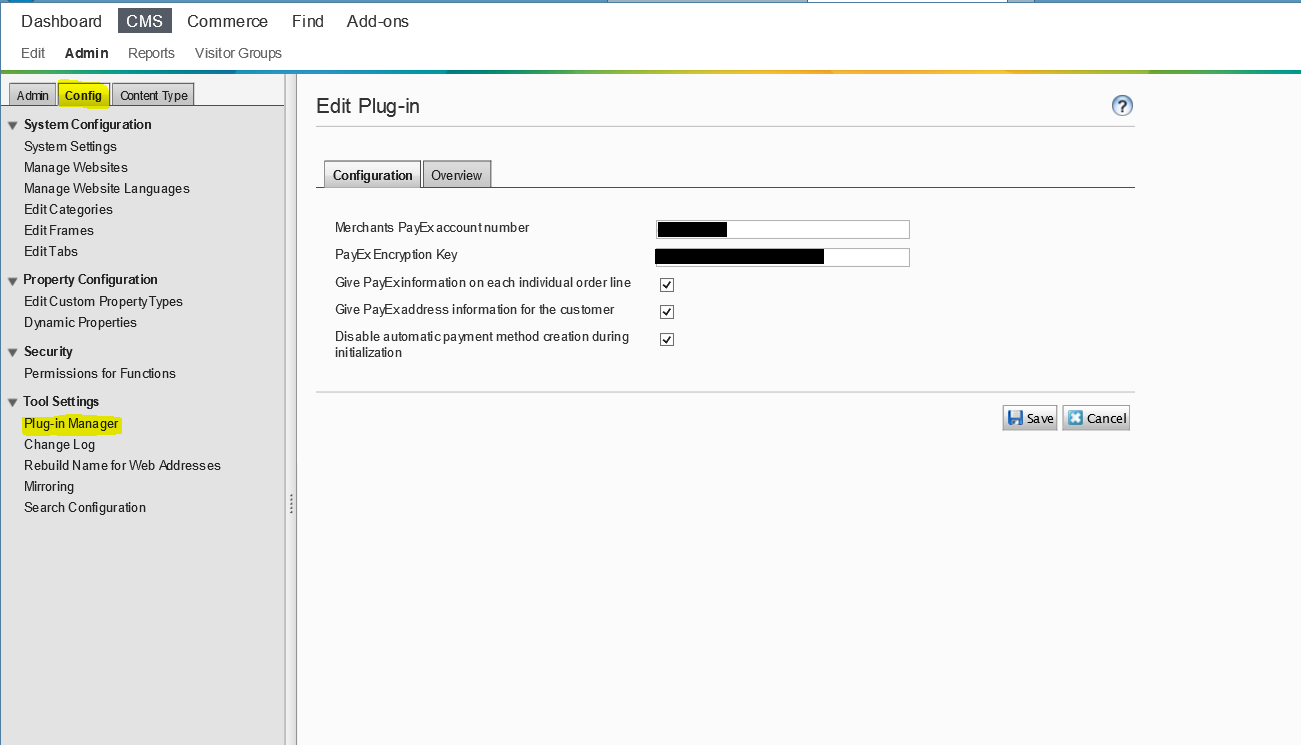 Dashboard CMS Commerce Find Add-ons
Edit Admin Reports Visitor Groups
Admin Config Content Type
System Configuration
System Settings
Manage Websites
Manage Website Languages
Edit Categories
Edit Frames
Edit Tabs
Property Configuration
Edit Custom Property Types
Dynamic Properties
Security
Permissions for Functions
Tool Settings
Plug-in Manager
Change Log
Rebuild Name for Web Addresses
Mirroring
Search Configuration
Edit Plug-in
?
Configuration Overview
Merchants PayEx account number
PayEx Encryption Key
Give PayEx information on each individual order line
Give PayEx address information for the customer
Disable automatic payment method creation during
initialization
Save Cancel